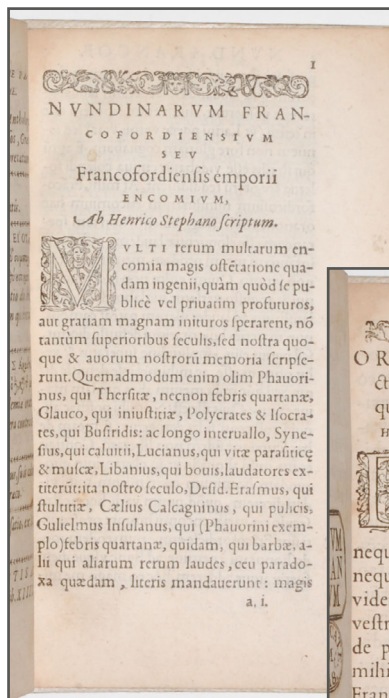 1
NVNDINARVM FRAN-
COFORDIENSIVM
SEV
Francofordiensis emporii
ENCOMIVM,
Ab Henrico Stephano scriptum.
MVLTI rerum multarum en-
comia magis ostẽtatione qua-
dam ingenii, quàm quòd se pu-
blicè vel priuatim profuturos,
aut gratiam magnam inituros sperarent, nõ
tantùm superioribus seculis, sed nostra quo-
que & auorum nostrorũ memoria scripse-
runt. Quemadmodum enim olim Phauori-
nus, qui Thersitæ, necnon febris quartanæ,
Glauco, qui iniustitiæ, Polycrates & Isocra-
tes, qui Busiridis: ac longo interuallo, Syne-
sius, qui caluitii, Lucianus, qui vitæ parasiticę
& muscæ, Libanius, qui bouis, laudatores ex-
titerũt: ita nostro seculo, Desid. Erasmus, qui
stultitiæ, Cælius Calcagninus, qui pulicis,
Gulielmus Insulanus, qui (Phauorini exem-
plo) febris quartanæ, quidam, qui barbæ, a-
lii qui aliarum rerum laudes, ceu parado-
xa quædam, literis mandauerunt: magis
a, i.
nequ
nequ
vide
vestr
de p
mihi